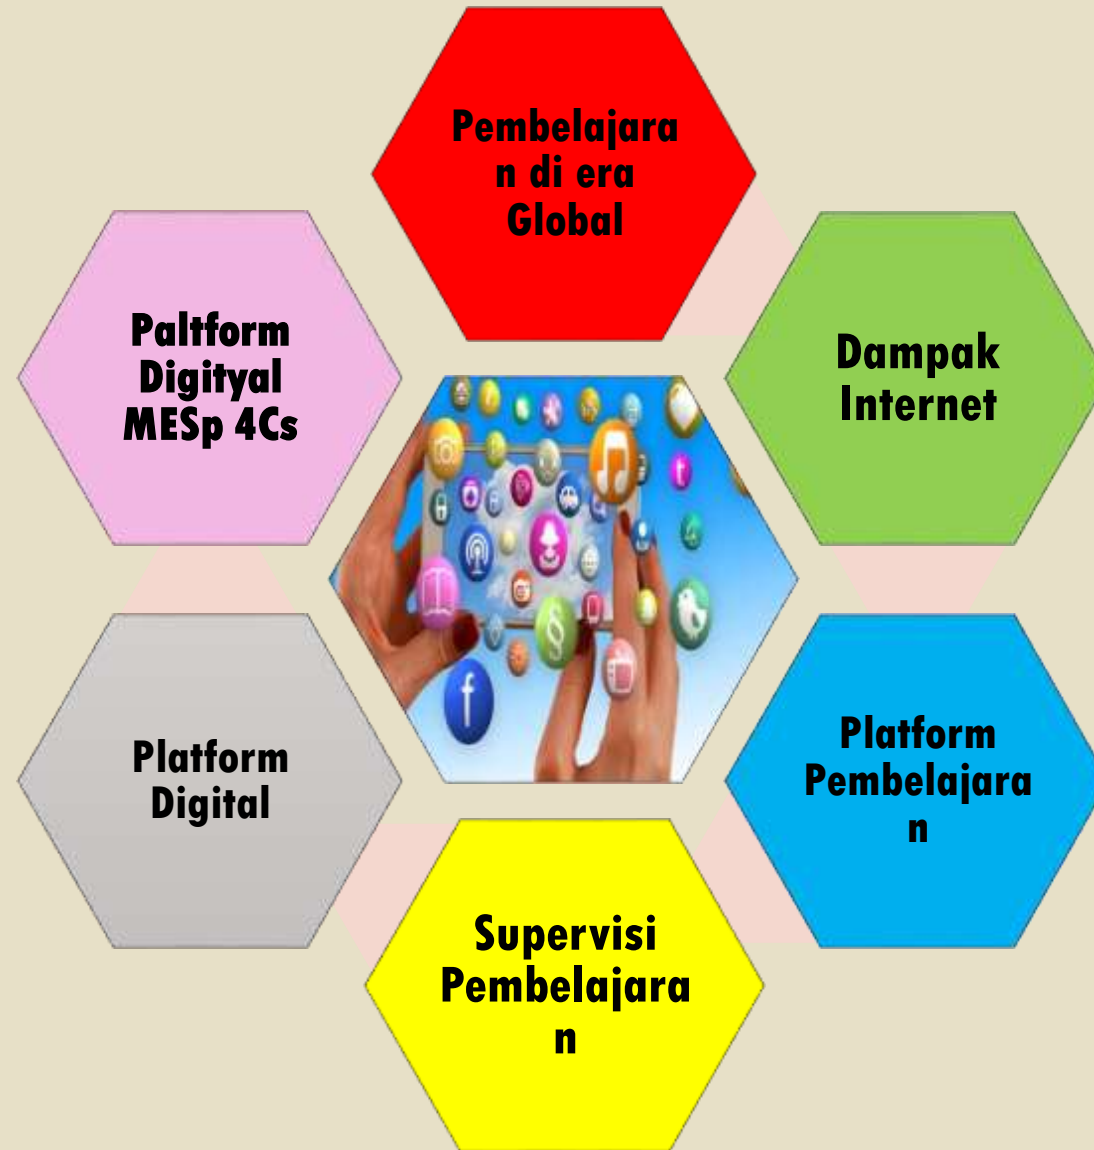 Pembelajara
n di era
Global
Dampak
Internet
Platform
Pembelajara
n
Supervisi
Pembelajara
n
Platform
Digital
Paltform
Digityal
MESp 4Cs